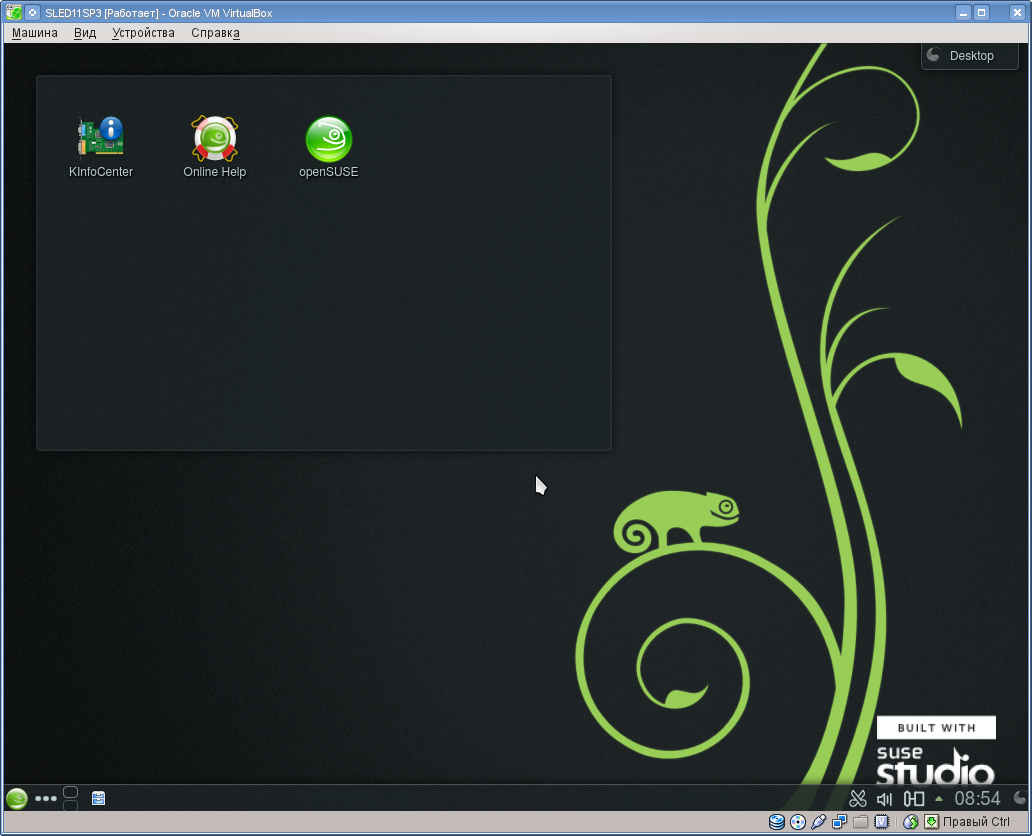 SLED11SP3 [Работает] - Oracle VM VirtualBox
Машина Вид Устройства Справка
Desktop
KInfoCenter Online Help openSUSE
BUILT WITH
suse
studio
08:54
Правый Ctrl